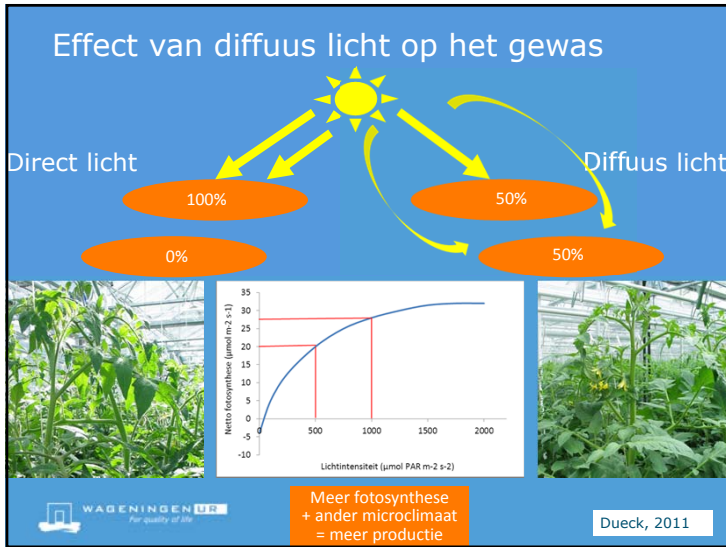 Effect van diffuus licht op het gewas
Direct licht
Diffuus licht
100%
50%
0%
50%
35
30
25
20
15
10
5
0
-5
-10
Netto fotosynthese (µmol m-2 s-1)
0
500
1000
1500
2000
Lichtintensiteit (µmol PAR m-2 s-2)
WAGENINGEN UR
For quality of life
Meer fotosynthese
+ ander microclimaat
= meer productie
Dueck, 2011